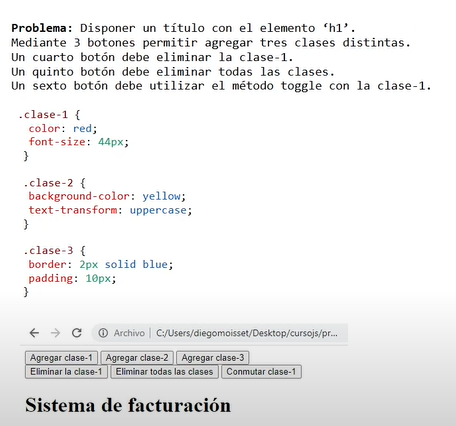 Problema: Disponer un título con el elemento ‘h1’.
Mediante 3 botones permitir agregar tres clases distintas.
Un cuarto botón debe eliminar la clase-1.
Un quinto botón debe eliminar todas las clases.
Un sexto botón debe utilizar el método toggle con la clase-1.
.clase-1 {
color: red;
font-size: 44px;
}
.clase-2 {
background-color: yellow;
text-transform: uppercase;
}
.clase-3 {
border: 2px solid blue;
padding: 10px;
}
Archivo | C:/Users/diegomoisset/Desktop/cursojs/pr...
Agregar clase-1 Agregar clase-2 Agregar clase-3
Eliminar la clase-1 Eliminar todas las clases Conmutar clase-1
Sistema de facturación